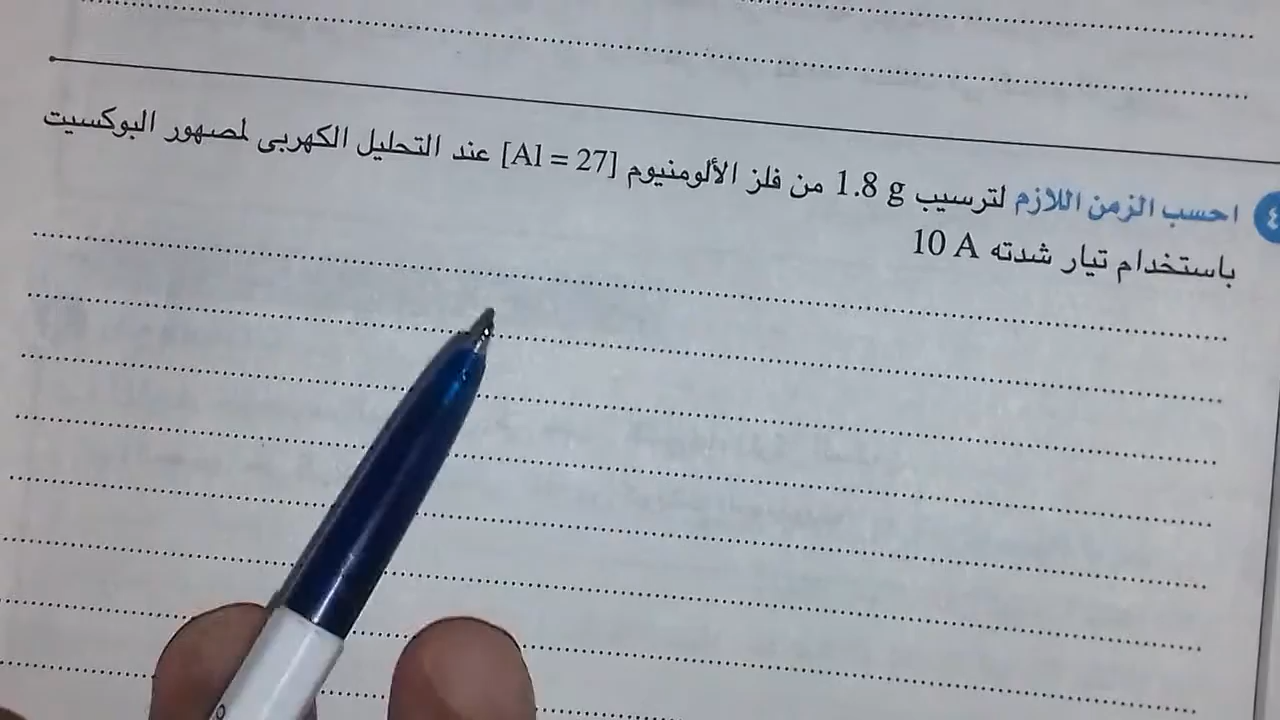 ٤ احسب الزمن اللازم لترسيب 1.8 g من فلز الألومنيوم [Al = 27] عند التحليل الكهربى لمصهور البوكسيت
باستخدام تيار شدته 10 A